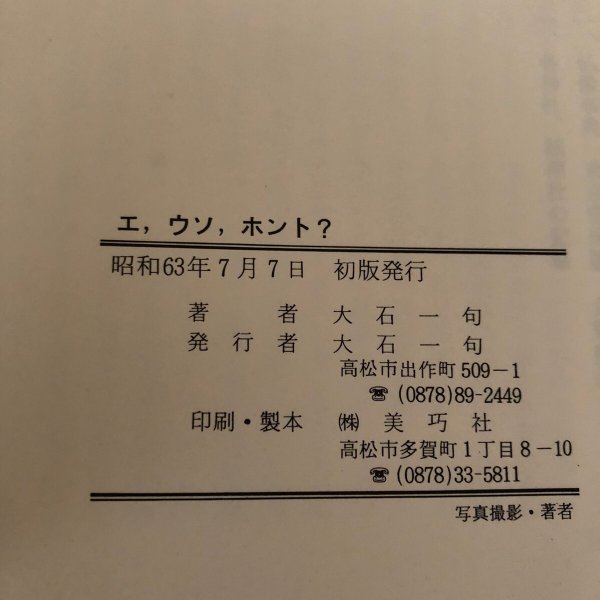 エ，ウソ，ホント？
昭和63年7月7日　初版発行
著者　大石一句
発行者　大石一句
高松市出作町509－1
☎(0878)89-2449
印刷・製本　㈱美巧社
高松市多賀町1丁目8－10
☎(0878)33-5811
写真撮影・著者